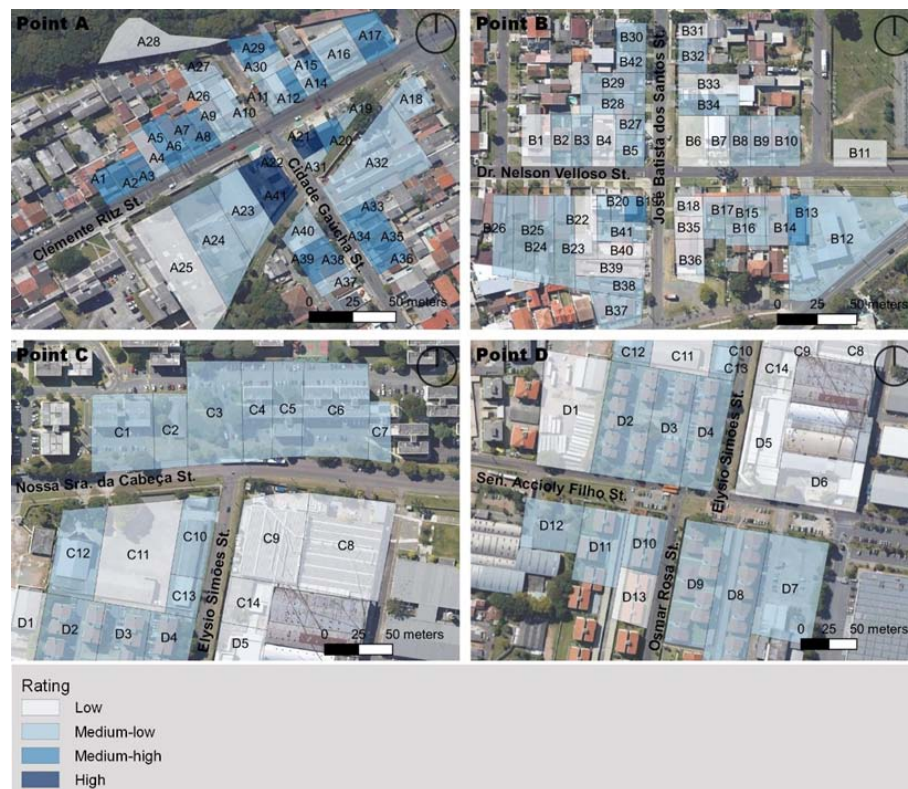 Point A
A28
A29
A17
A16
A27
A30
A15
A14
A26
A11
A12
A9
A10
A19
A18
A5
A7
A8
A21
A20
A6
A4
A22
A31
A32
A1
A2
A3
A41
A23
A33
Clemente Ritz St.
Cidade Gaúcha St.
A24
A40
A34
A35
A25
A39
A38
A36
A37
0 25 50 meters
Point B
B30
B31
B42
B32
B29
B33
B28
B34
B27
B1
B2
B3
B4
B5
B6
B7
B8
B9
B10
B11
Dr. Nelson Velloso St.
José Batista dos Santos St.
B20
B19
B18
B13
B26
B25
B22
B17
B15
B41
B35
B16
B14
B24
B23
B40
B12
B39
B36
B38
B37
0 25 50 meters
Point C
C1
C2
C3
C4
C5
C6
C7
Nossa Sra. da Cabeça St.
C12
C11
C10
C9
C8
C13
C14
Elysio Simões St.
D1
D2
D3
D4
D5
0 25 50 meters
Point D
C12
C11
C10
C9
C8
C13
C14
D1
D2
D3
D4
D5
Elysio Simões St.
D6
Sen. Accioly Filho St.
D12
D11
D10
D13
D9
D8
D7
Osmar Rosa St.
0 25 50 meters
Rating
Low
Medium-low
Medium-high
High